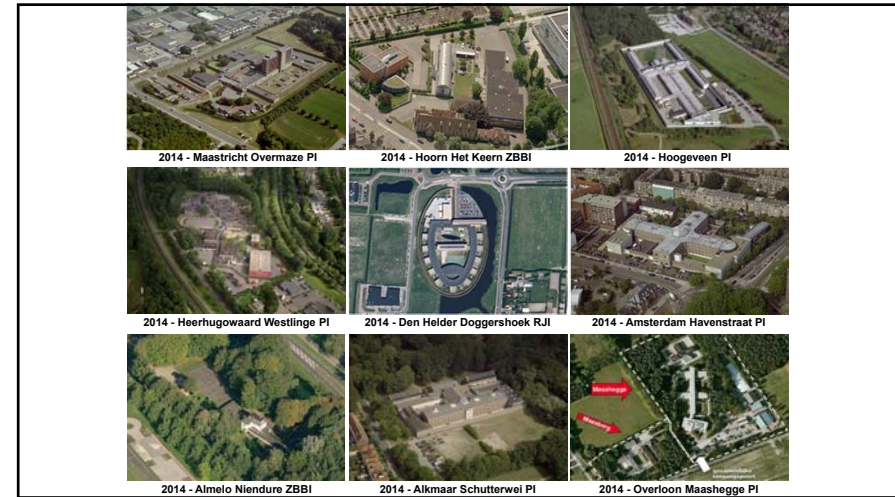 2014 - Maastricht Overmaze PI
2014 - Hoorn Het Keern ZBBI
2014 - Hoogeveen PI
2014 - Heerhugowaard Westlinge PI
2014 - Den Helder Doggershoek RJI
2014 - Amsterdam Havenstraat PI
Maashegge
2014 - Almelo Niendure ZBBI
2014 - Alkmaar Schutterwei PI
2014 - Overloon Maashegge PI